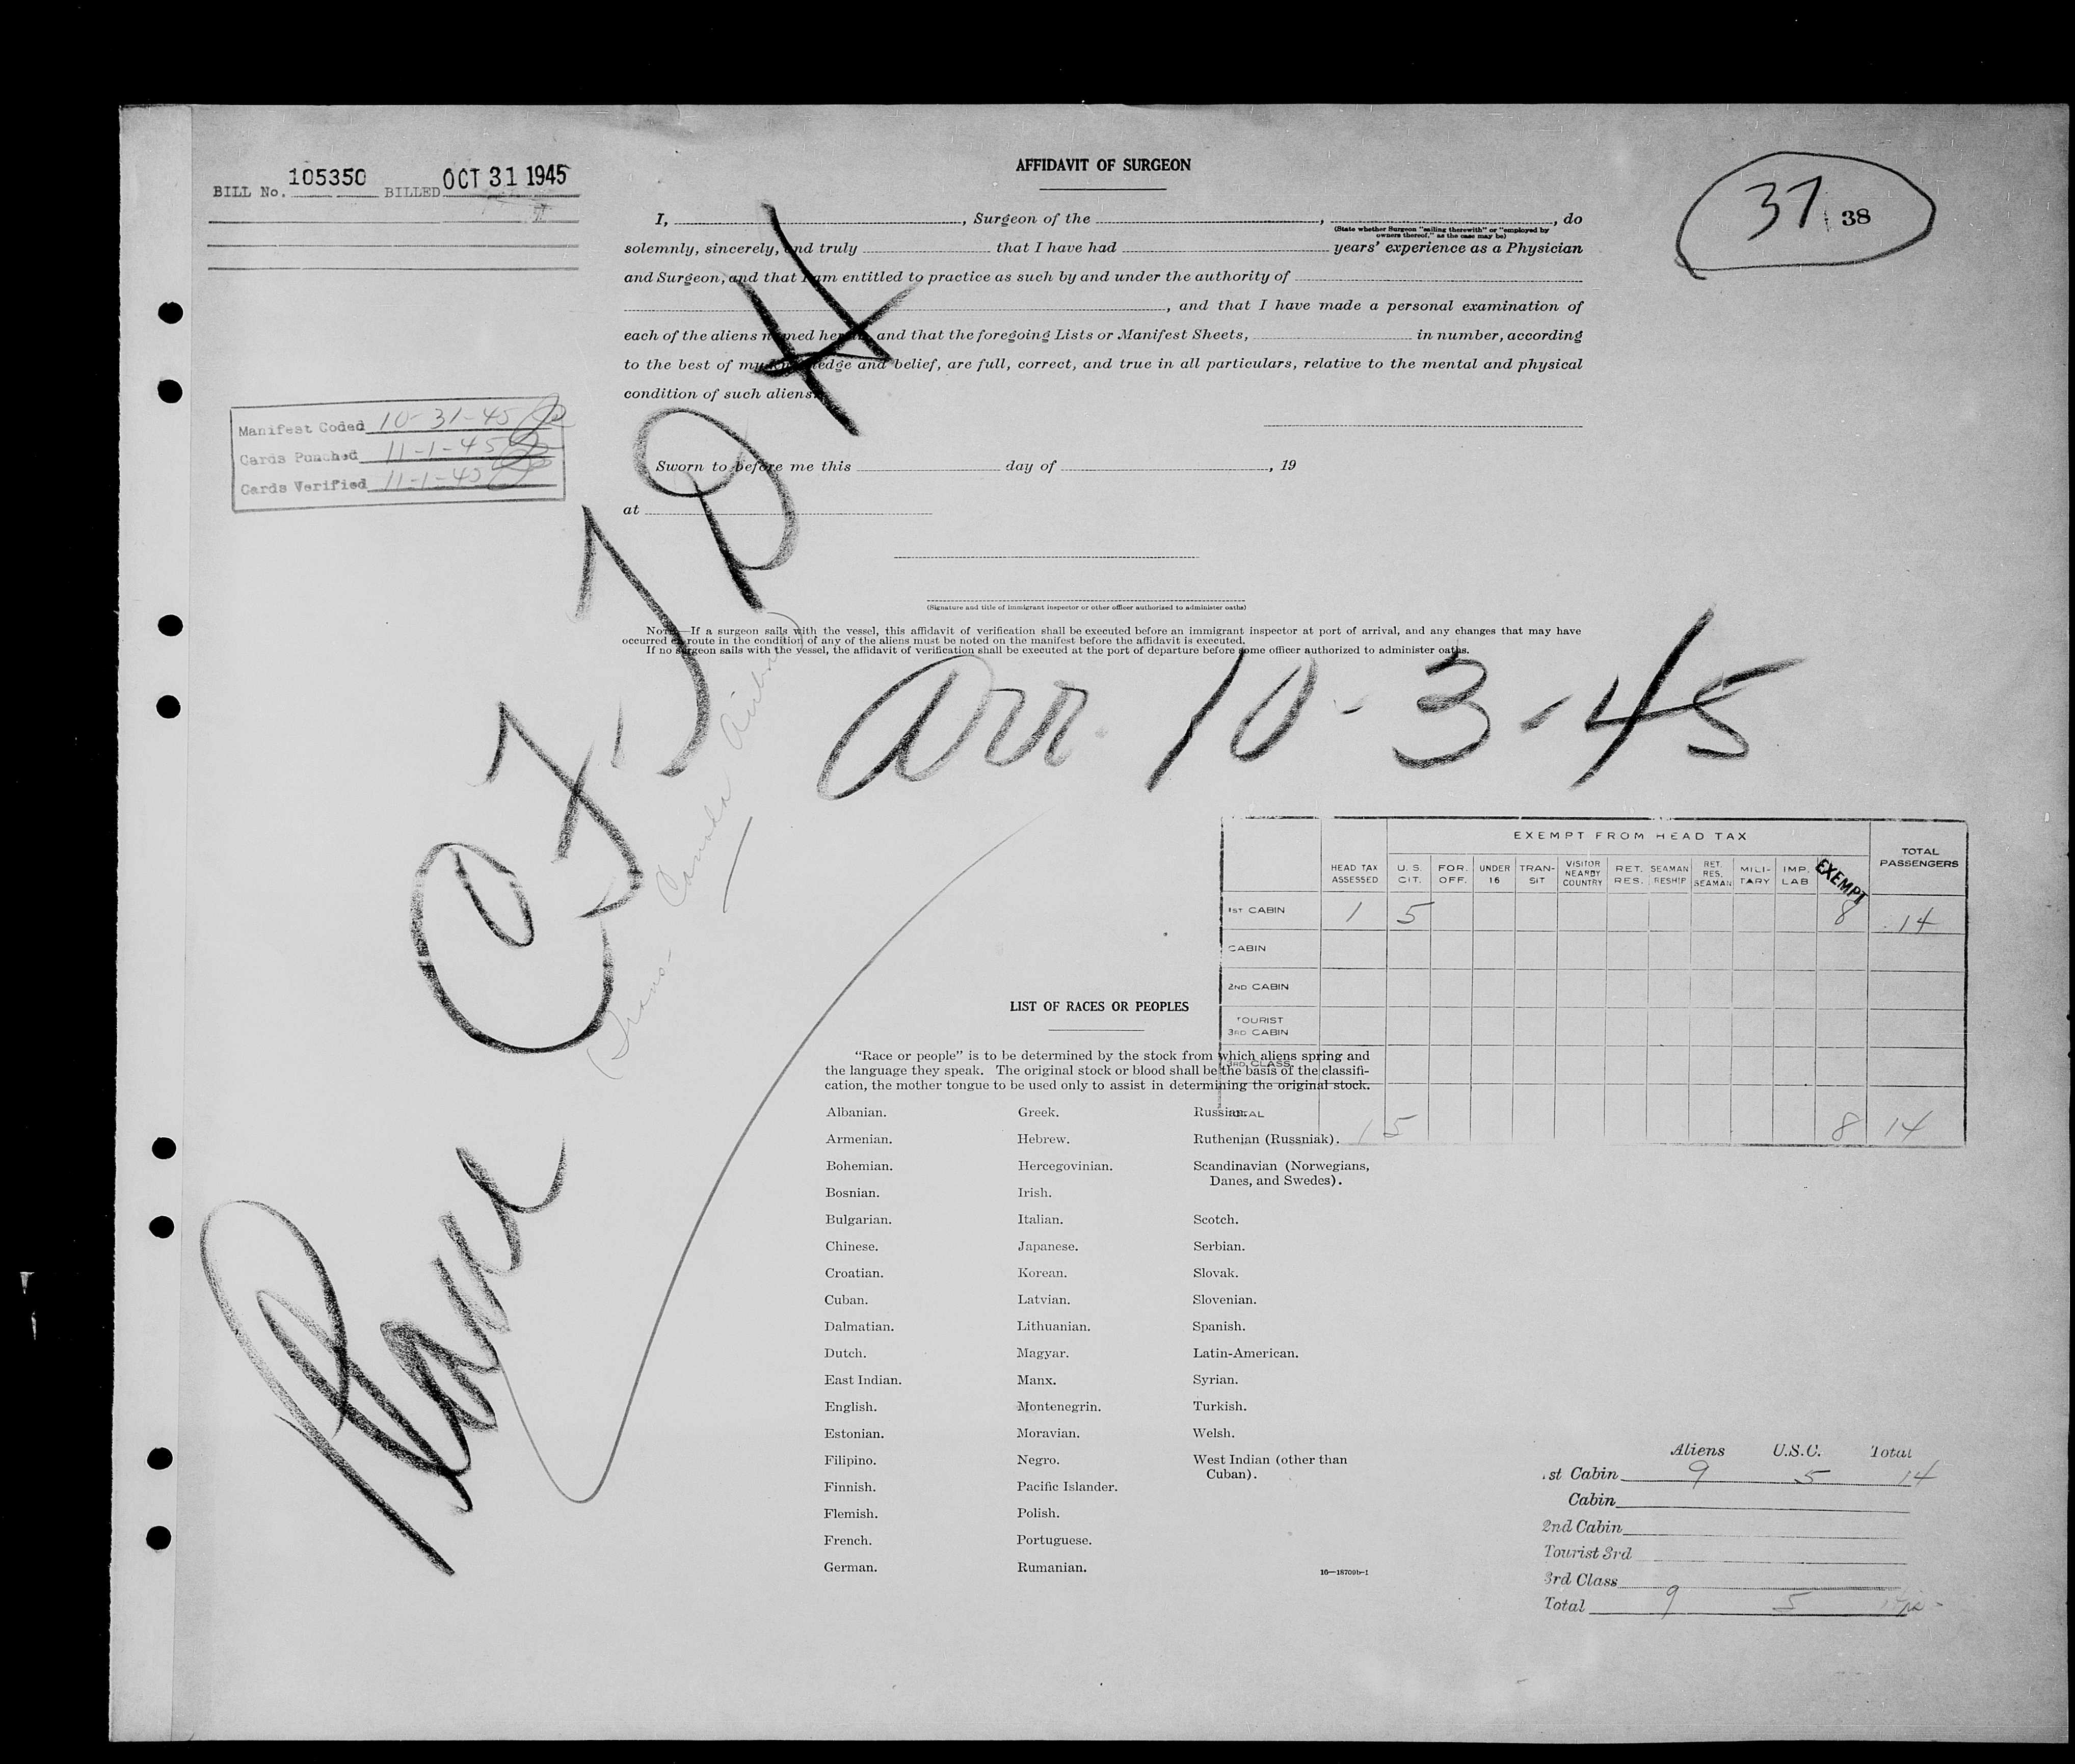 BILL No. 105350 BILLED OCT 31 1945
AFFIDAVIT OF SURGEON
37 38
I, , Surgeon of the , , do
(State whether Surgeon "sailing therewith" or "employed by
owners thereof," as the case may be)
solemnly, sincerely, and truly that I have had years' experience as a Physician
and Surgeon, and that I am entitled to practice as such by and under the authority of
, and that I have made a personal examination of
each of the aliens named herein, and that the foregoing Lists or Manifest Sheets, in number, according
to the best of my knowledge and belief, are full, correct, and true in all particulars, relative to the mental and physical
condition of such aliens.
Manifest Coded 10-31-45
Cards Punched 11-1-45
Cards Verified 11-1-45
Sworn to before me this day of , 19
at
(Signature and title of immigrant inspector or other officer authorized to administer oaths)
NOTE.—If a surgeon sails with the vessel, this affidavit of verification shall be executed before an immigrant inspector at port of arrival, and any changes that may have
occurred en route in the condition of any of the aliens must be noted on the manifest before the affidavit is executed.
If no surgeon sails with the vessel, the affidavit of verification shall be executed at the port of departure before some officer authorized to administer oaths.
Plane CF-TDH
(Trans-Canada Airlines)
Arr. 10-3-45
EXEMPT FROM HEAD TAX
HEAD TAX ASSESSED U. S. CIT. FOR. OFF. UNDER 16 TRAN-SIT VISITOR NEARBY COUNTRY RET. RES. SEAMAN RESHIP RET. RES. SEAMAN MILI-TARY IMP. LAB EXEMPT TOTAL PASSENGERS
1ST CABIN 1 5 8 14
CABIN
2ND CABIN
TOURIST
3RD CABIN
3RD CLASS
TOTAL 1 5 8 14
LIST OF RACES OR PEOPLES
"Race or people" is to be determined by the stock from which aliens spring and
the language they speak. The original stock or blood shall be the basis of the classifi-
cation, the mother tongue to be used only to assist in determining the original stock.
Albanian. Greek. Russian.
Armenian. Hebrew. Ruthenian (Russniak).
Bohemian. Hercegovinian. Scandinavian (Norwegians,
Danes, and Swedes).
Bosnian. Irish.
Bulgarian. Italian. Scotch.
Chinese. Japanese. Serbian.
Croatian. Korean. Slovak.
Cuban. Latvian. Slovenian.
Dalmatian. Lithuanian. Spanish.
Dutch. Magyar. Latin-American.
East Indian. Manx. Syrian.
English. Montenegrin. Turkish.
Estonian. Moravian. Welsh.
Filipino. Negro. West Indian (other than
Cuban).
Finnish. Pacific Islander.
Flemish. Polish.
French. Portuguese.
German. Rumanian.
16—18709b-1
Aliens U.S.C. Total
1st Cabin 9 5 14
Cabin
2nd Cabin
Tourist 3rd
3rd Class
Total 9 5